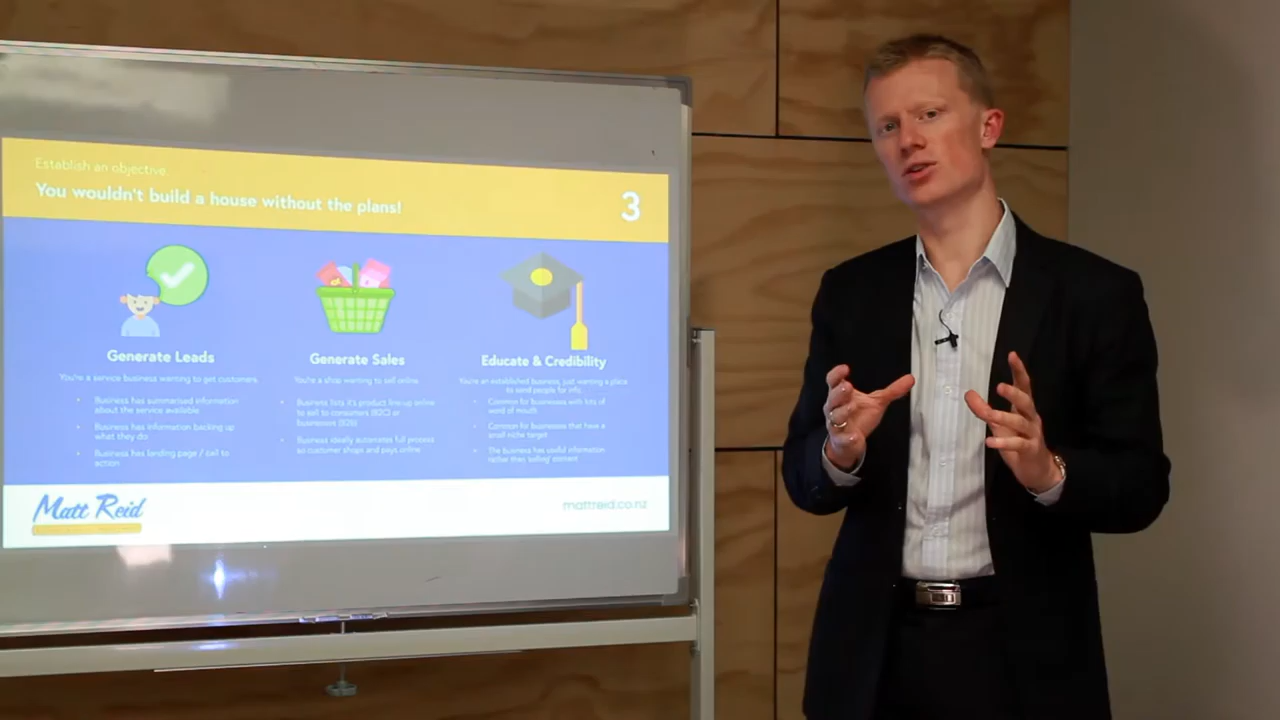 Establish an objective.
You wouldn't build a house without the plans!
3
Generate Leads
You're a service business wanting to get customers
• Business has summarised information
about the service available
• Business has information backing up
what they do
• Business has landing page / call to
action
Generate Sales
You're a shop wanting to sell online
• Business lists it's product line up online
to sell to consumers (B2C) or
businesses (B2B)
• Business ideally automates full process
so customer shops and pays online
Educate & Credibility
You're an established business, just wanting a place
to send people for info
• Common for businesses with lots of
word of mouth
• Common for businesses that have a
small niche target
• The business has useful information
rather than 'selling' element
Matt Reid
mattreid.co.nz